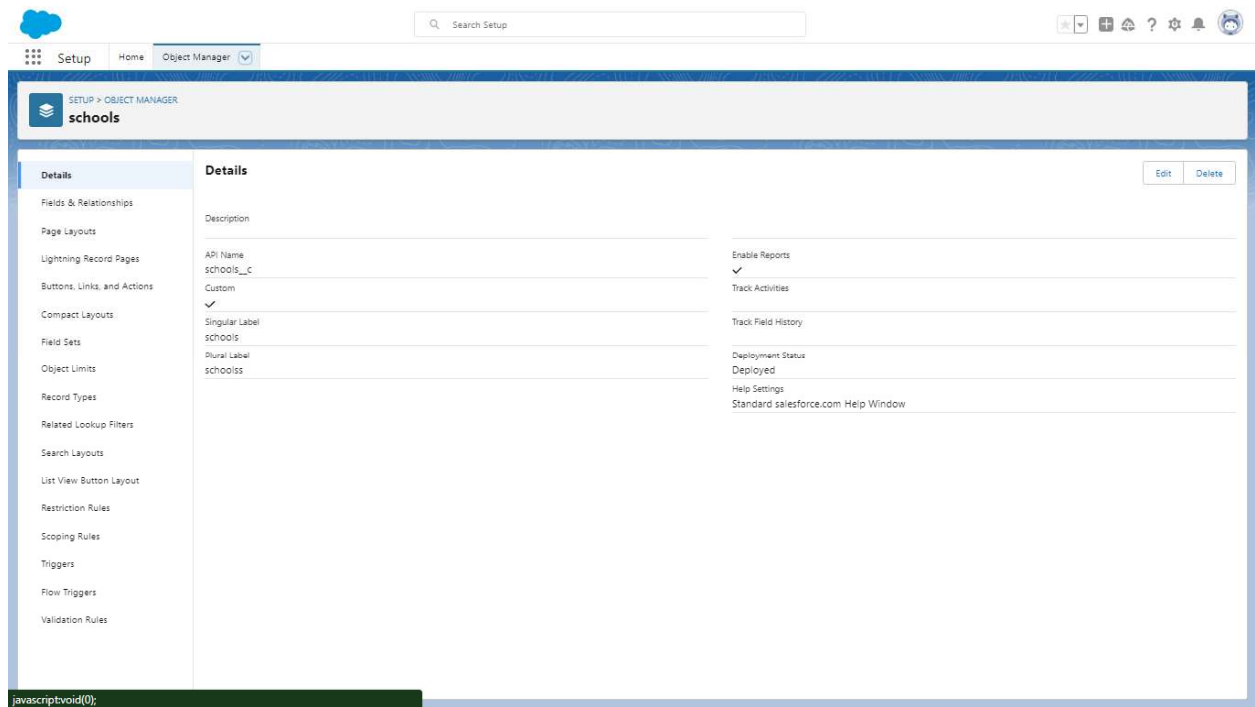 Search Setup
Setup
Home
Object Manager
SETUP > OBJECT MANAGER
schools
Details
Fields & Relationships
Page Layouts
Lightning Record Pages
Buttons, Links, and Actions
Compact Layouts
Field Sets
Object Limits
Record Types
Related Lookup Filters
Search Layouts
List View Button Layout
Restriction Rules
Scoping Rules
Triggers
Flow Triggers
Validation Rules
Details
Edit
Delete
Description
API Name
schools__c
Custom
Singular Label
schools
Plural Label
schoolss
Enable Reports
Track Activities
Track Field History
Deployment Status
Deployed
Help Settings
Standard salesforce.com Help Window
javascript:void(0);